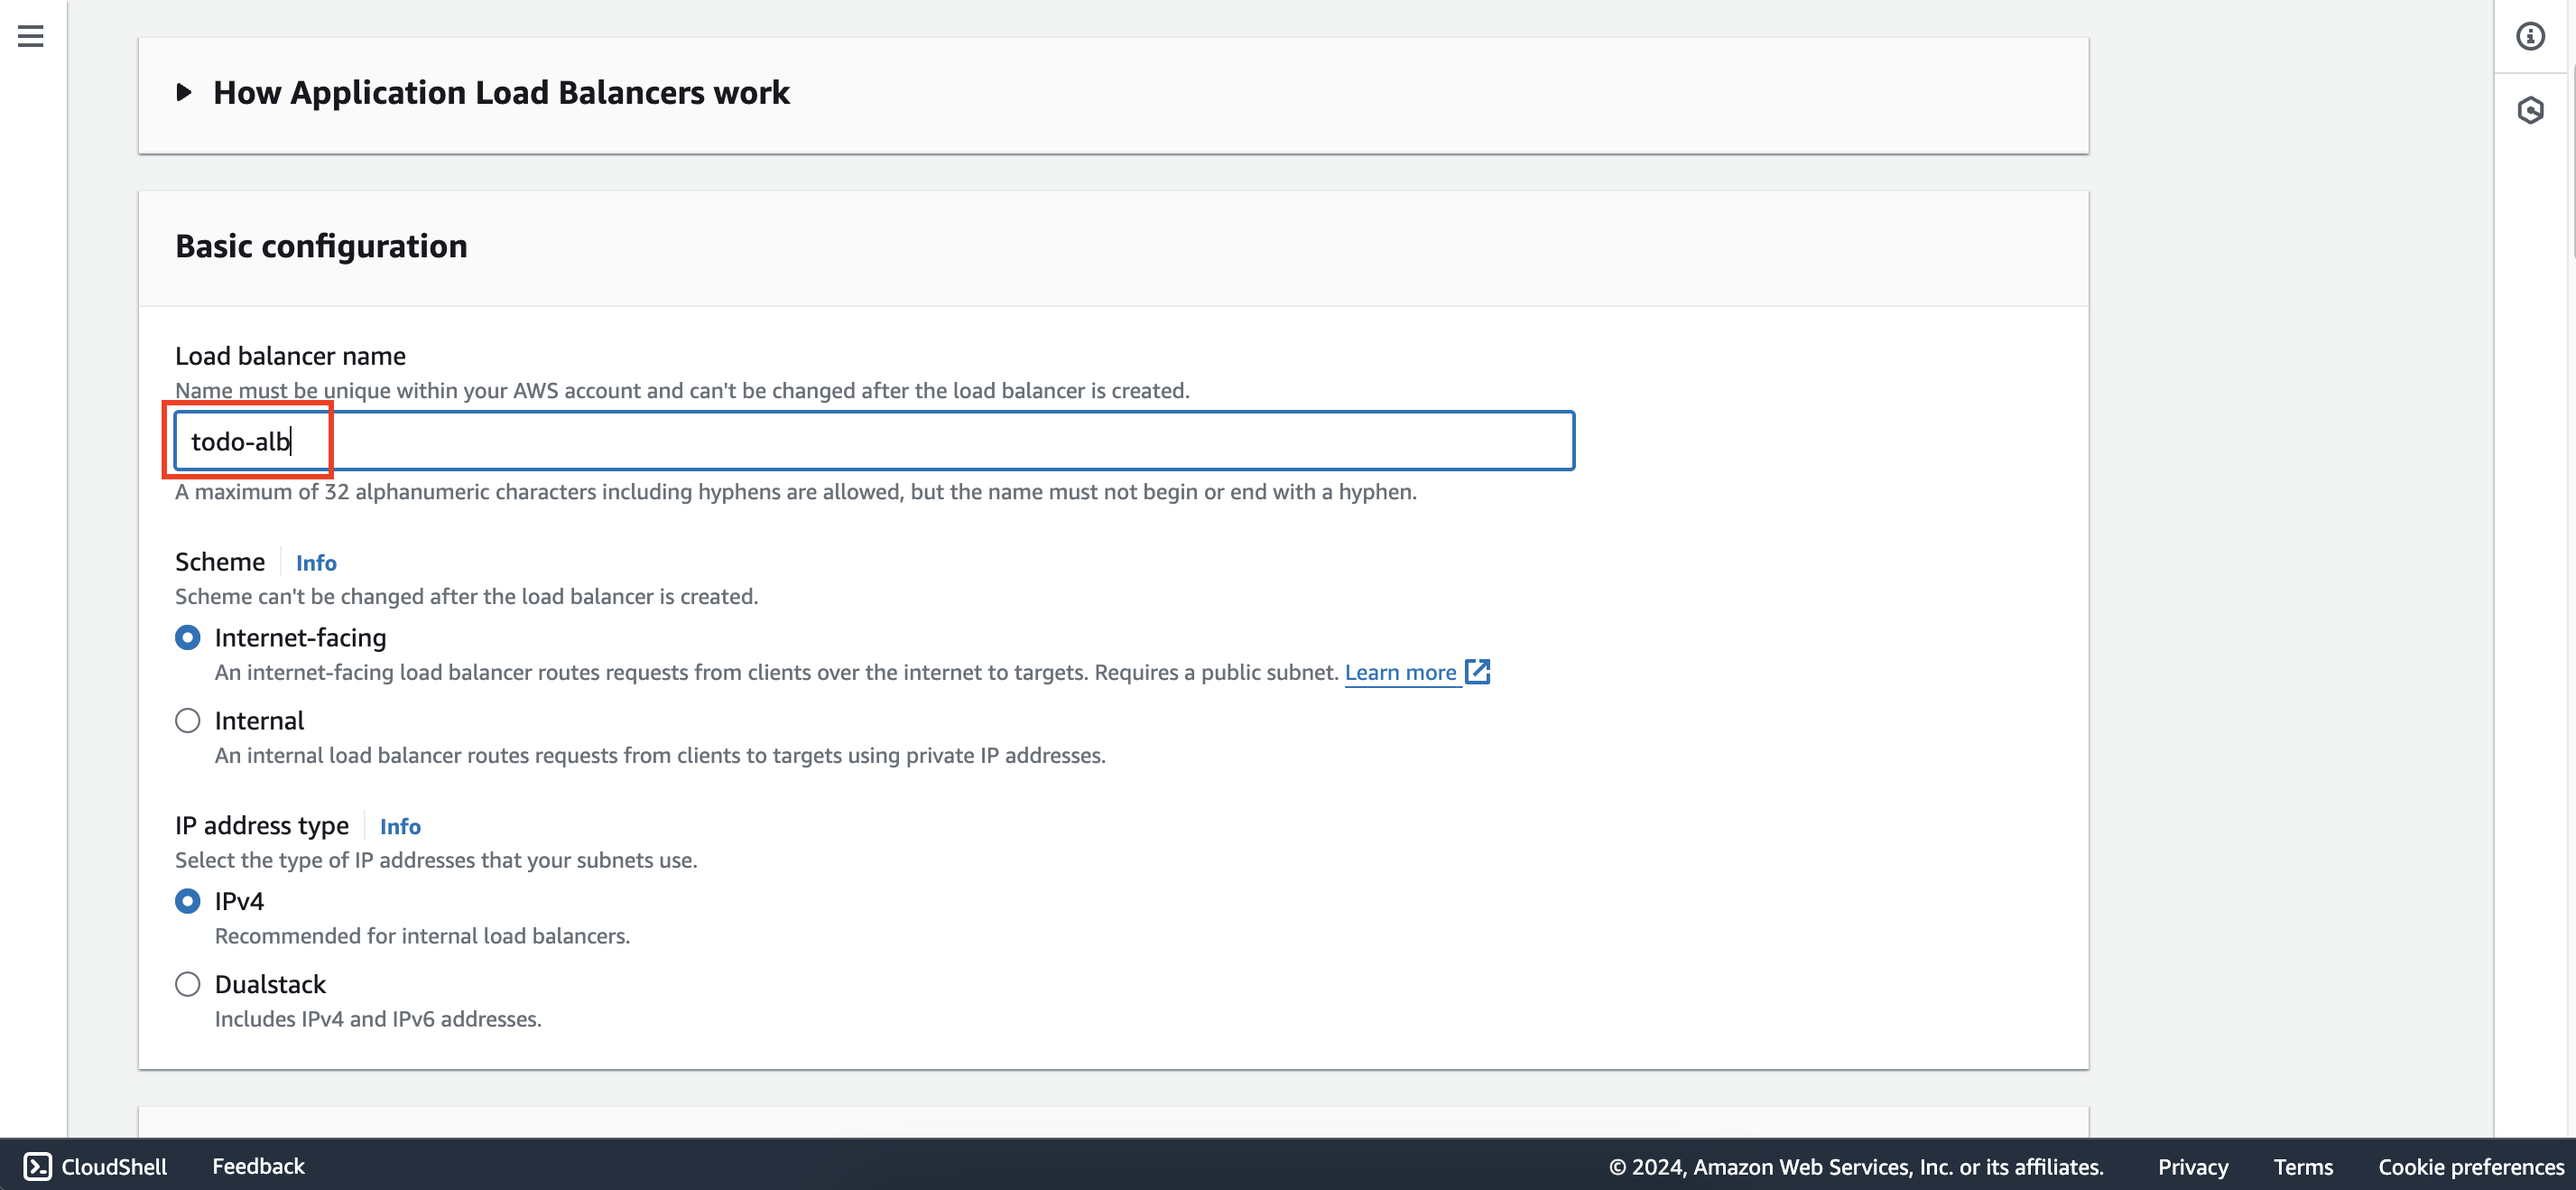 How Application Load Balancers work
Basic configuration
Load balancer name
Name must be unique within your AWS account and can't be changed after the load balancer is created.
todo-alb
A maximum of 32 alphanumeric characters including hyphens are allowed, but the name must not begin or end with a hyphen.
Scheme Info
Scheme can't be changed after the load balancer is created.
Internet-facing
An internet-facing load balancer routes requests from clients over the internet to targets. Requires a public subnet. Learn more
Internal
An internal load balancer routes requests from clients to targets using private IP addresses.
IP address type Info
Select the type of IP addresses that your subnets use.
IPv4
Recommended for internal load balancers.
Dualstack
Includes IPv4 and IPv6 addresses.
CloudShell Feedback © 2024, Amazon Web Services, Inc. or its affiliates. Privacy Terms Cookie preferences